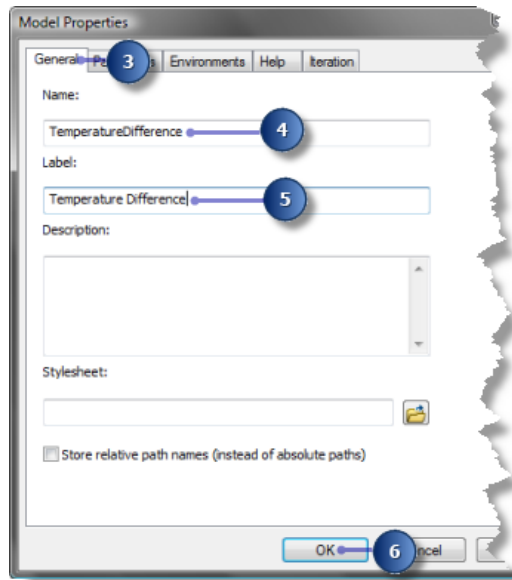 Model Properties
General 3 s Environments Help Iteration
Name:
TemperatureDifference 4
Label:
Temperature Difference 5
Description:
Stylesheet:
Store relative path names (instead of absolute paths)
OK 6 ncel